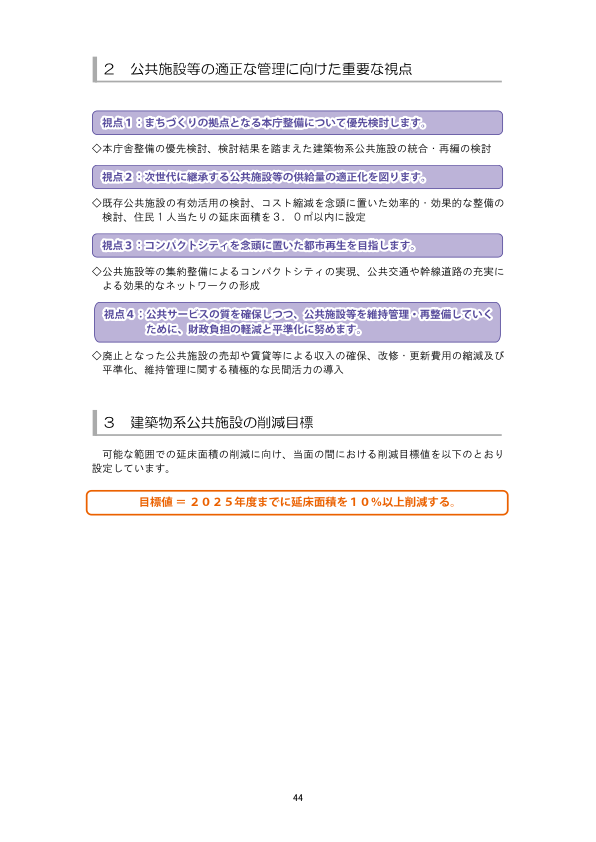 ２　公共施設等の適正な管理に向けた重要な視点
視点１：まちづくりの拠点となる本庁整備について優先検討します。
◇本庁舎整備の優先検討、検討結果を踏まえた建築物系公共施設の統合・再編の検討
視点２：次世代に継承する公共施設等の供給量の適正化を図ります。
◇既存公共施設の有効活用の検討、コスト縮減を念頭に置いた効率的・効果的な整備の
検討、住民１人当たりの延床面積を３．０㎡以内に設定
視点３：コンパクトシティを念頭に置いた都市再生を目指します。
◇公共施設等の集約整備によるコンパクトシティの実現、公共交通や幹線道路の充実に
よる効果的なネットワークの形成
視点４：公共サービスの質を確保しつつ、公共施設等を維持管理・再整備していく
ために、財政負担の軽減と平準化に努めます。
◇廃止となった公共施設の売却や賃貸等による収入の確保、改修・更新費用の縮減及び
平準化、維持管理に関する積極的な民間活力の導入
３　建築物系公共施設の削減目標
可能な範囲での延床面積の削減に向け、当面の間における削減目標値を以下のとおり
設定しています。
目標値 ＝ ２０２５年度までに延床面積を１０％以上削減する。
44